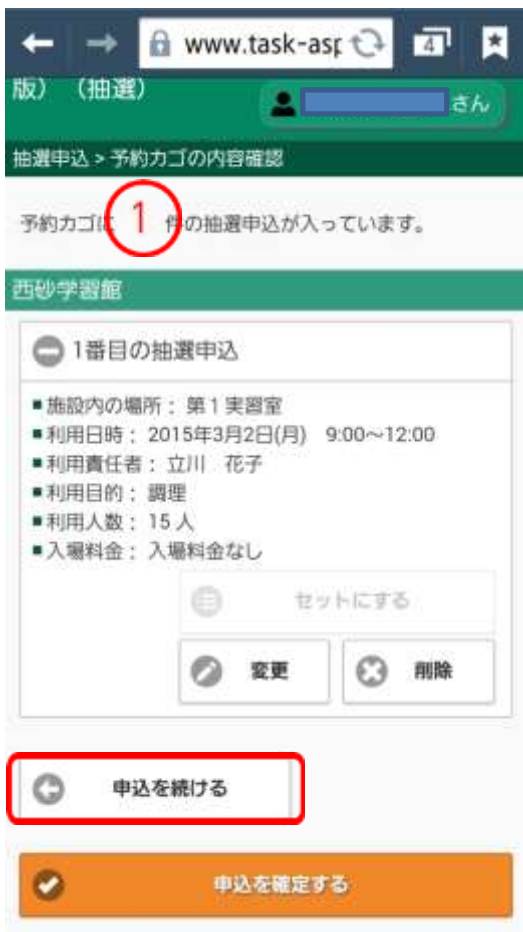 www.task-asp
4
版） （抽選）
さん
抽選申込 > 予約カゴの内容確認
予約カゴに 1 件の抽選申込が入っています。
西砂学習館
1番目の抽選申込
■施設内の場所： 第１実習室
■利用日時： 2015年3月2日(月) 9:00～12:00
■利用責任者： 立川 花子
■利用目的： 調理
■利用人数： 15 人
■入場料金： 入場料金なし
セットにする
変更 削除
申込を続ける
申込を確定する